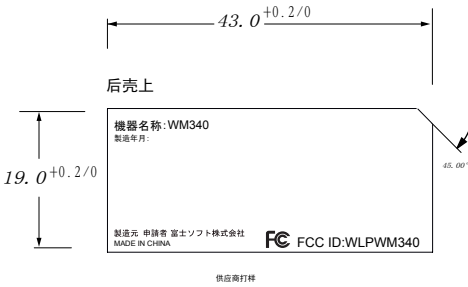 43.0 +0.2/0
后売上
機器名称:WM340
製造年月:
19.0 +0.2/0
45.00°
製造元 申請者 富士ソフト株式会社
MADE IN CHINA
FC FCC ID:WLPWM340
供应商打样